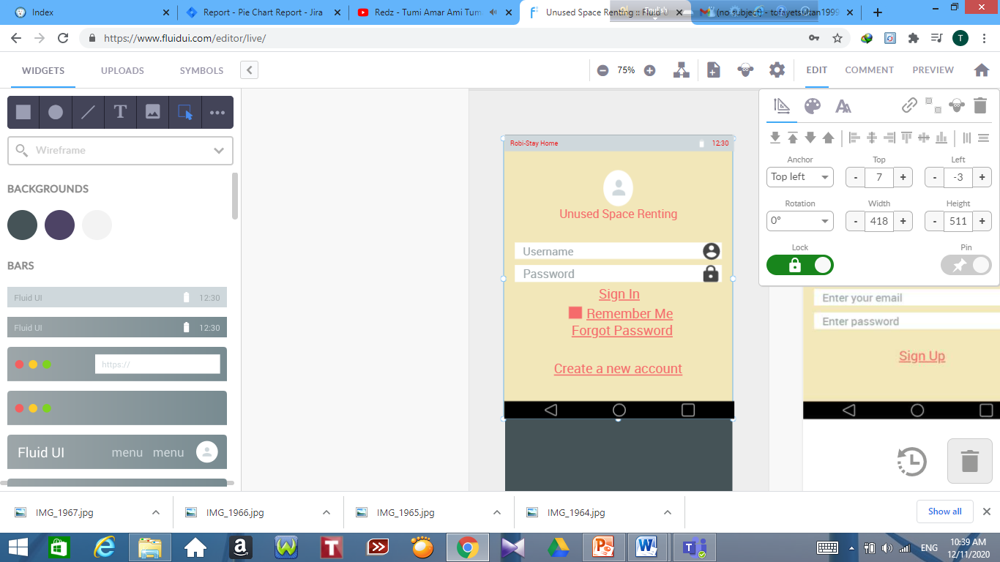 Index
Report - Pie Chart Report - Jira
Redz - Tumi Amar Ami Tum
Unused Space Renting :: Fluid
English
(no subject) - tofayetsultan1999
https://www.fluidui.com/editor/live/
T
WIDGETS
UPLOADS
SYMBOLS
75%
EDIT
COMMENT
PREVIEW
T
Wireframe
BACKGROUNDS
BARS
Fluid UI 12:30
Fluid UI 12:30
https://
Fluid UI menu menu
Robi-Stay Home 12:30
Unused Space Renting
Username
Password
Sign In
Remember Me
Forgot Password
Create a new account
Anchor Top Left
Top left - 7 + - -3 +
Rotation Width Height
0° - 418 + - 511 +
Lock Pin
Enter your email
Enter password
Sign Up
IMG_1967.jpg
IMG_1966.jpg
IMG_1965.jpg
IMG_1964.jpg
Show all
ENG
10:39 AM
12/11/2020